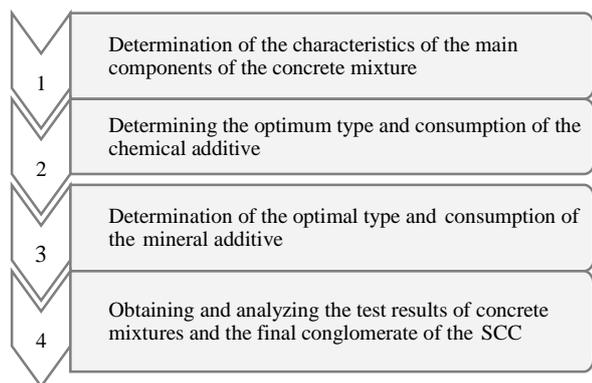 1
Determination of the characteristics of the main
components of the concrete mixture
2
Determining the optimum type and consumption of the
chemical additive
3
Determination of the optimal type and consumption of
the mineral additive
4
Obtaining and analyzing the test results of concrete
mixtures and the final conglomerate of the SCC